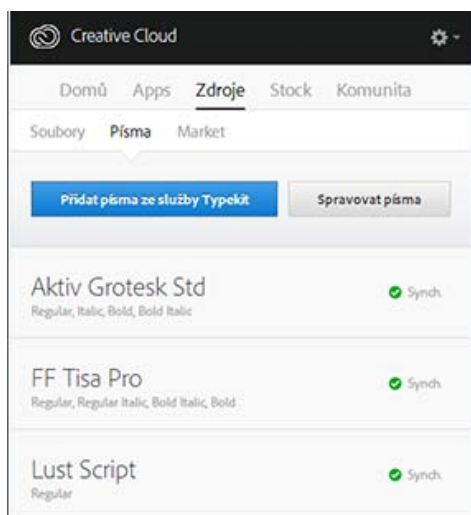 Creative Cloud
Domů Apps Zdroje Stock Komunita
Soubory Písma Market
Přidat písma ze služby Typekit Spravovat písma
Aktiv Grotesk Std
Synch.
Regular, Italic, Bold, Bold Italic
FF Tisa Pro
Synch.
Regular, Regular Italic, Bold Italic, Bold
Lust Script
Synch.
Regular